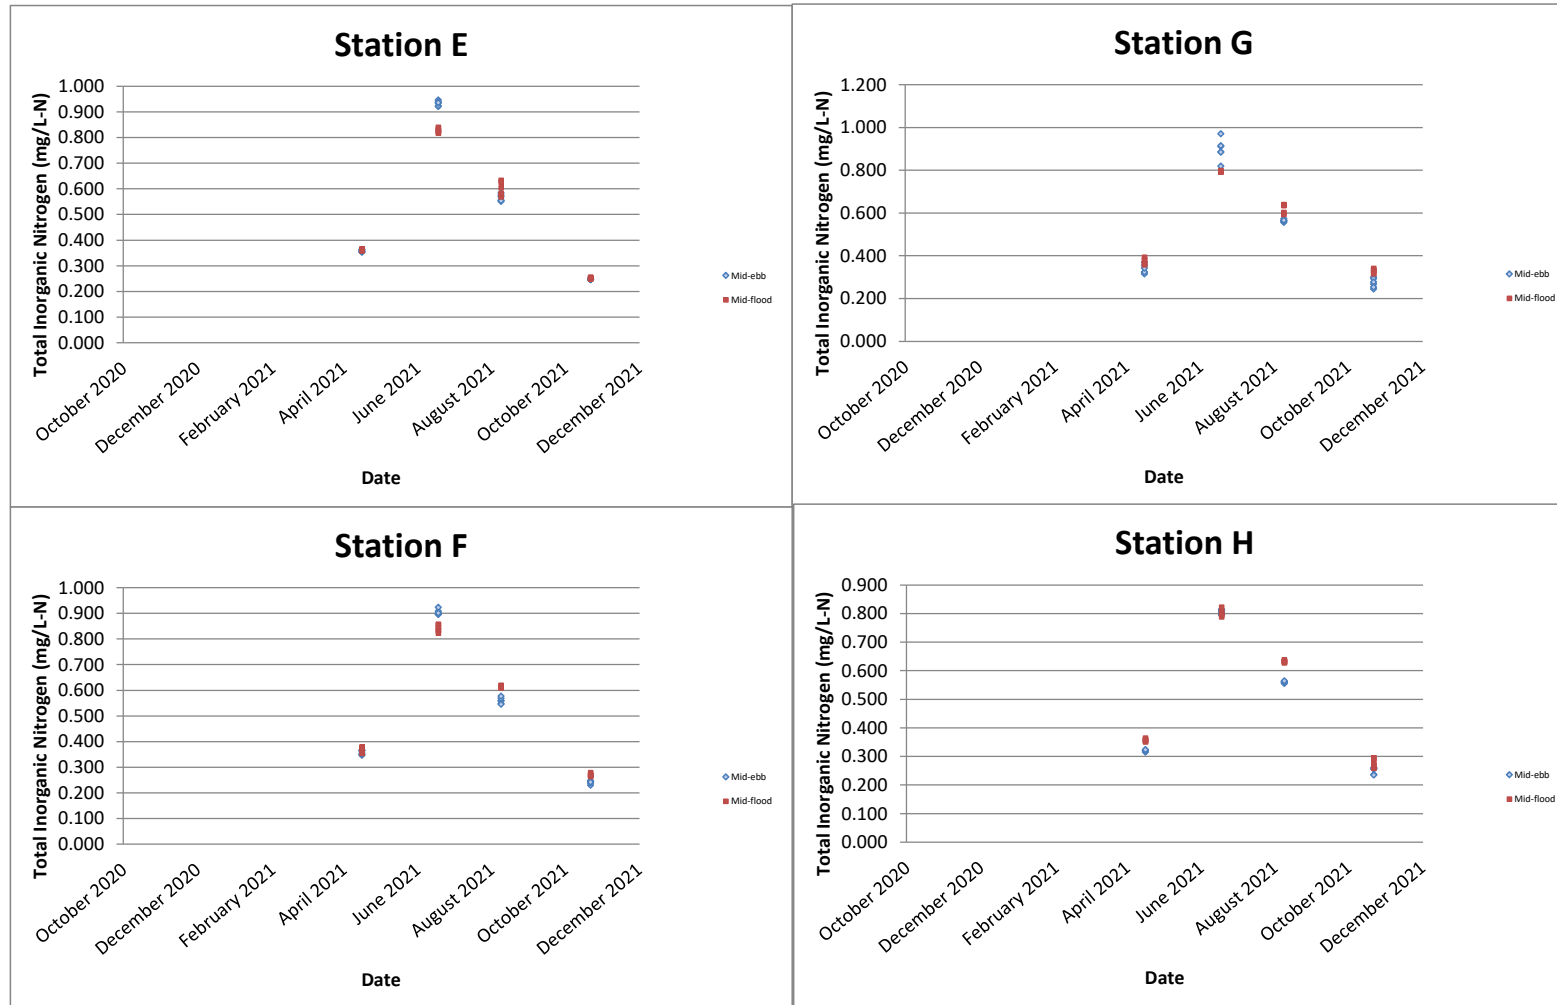 Station E
Total Inorganic Nitrogen (mg/L-N)
1.000
0.900
0.800
0.700
0.600
0.500
0.400
0.300
0.200
0.100
0.000
October 2020
December 2020
February 2021
April 2021
June 2021
August 2021
October 2021
December 2021
Date
Mid-ebb
Mid-flood
Station G
Total Inorganic Nitrogen (mg/L-N)
1.200
1.000
0.800
0.600
0.400
0.200
0.000
October 2020
December 2020
February 2021
April 2021
June 2021
August 2021
October 2021
December 2021
Date
Mid-ebb
Mid-flood
Station F
Total Inorganic Nitrogen (mg/L-N)
1.000
0.900
0.800
0.700
0.600
0.500
0.400
0.300
0.200
0.100
0.000
October 2020
December 2020
February 2021
April 2021
June 2021
August 2021
October 2021
December 2021
Date
Mid-ebb
Mid-flood
Station H
Total Inorganic Nitrogen (mg/L-N)
0.900
0.800
0.700
0.600
0.500
0.400
0.300
0.200
0.100
0.000
October 2020
December 2020
February 2021
April 2021
June 2021
August 2021
October 2021
December 2021
Date
Mid-ebb
Mid-flood